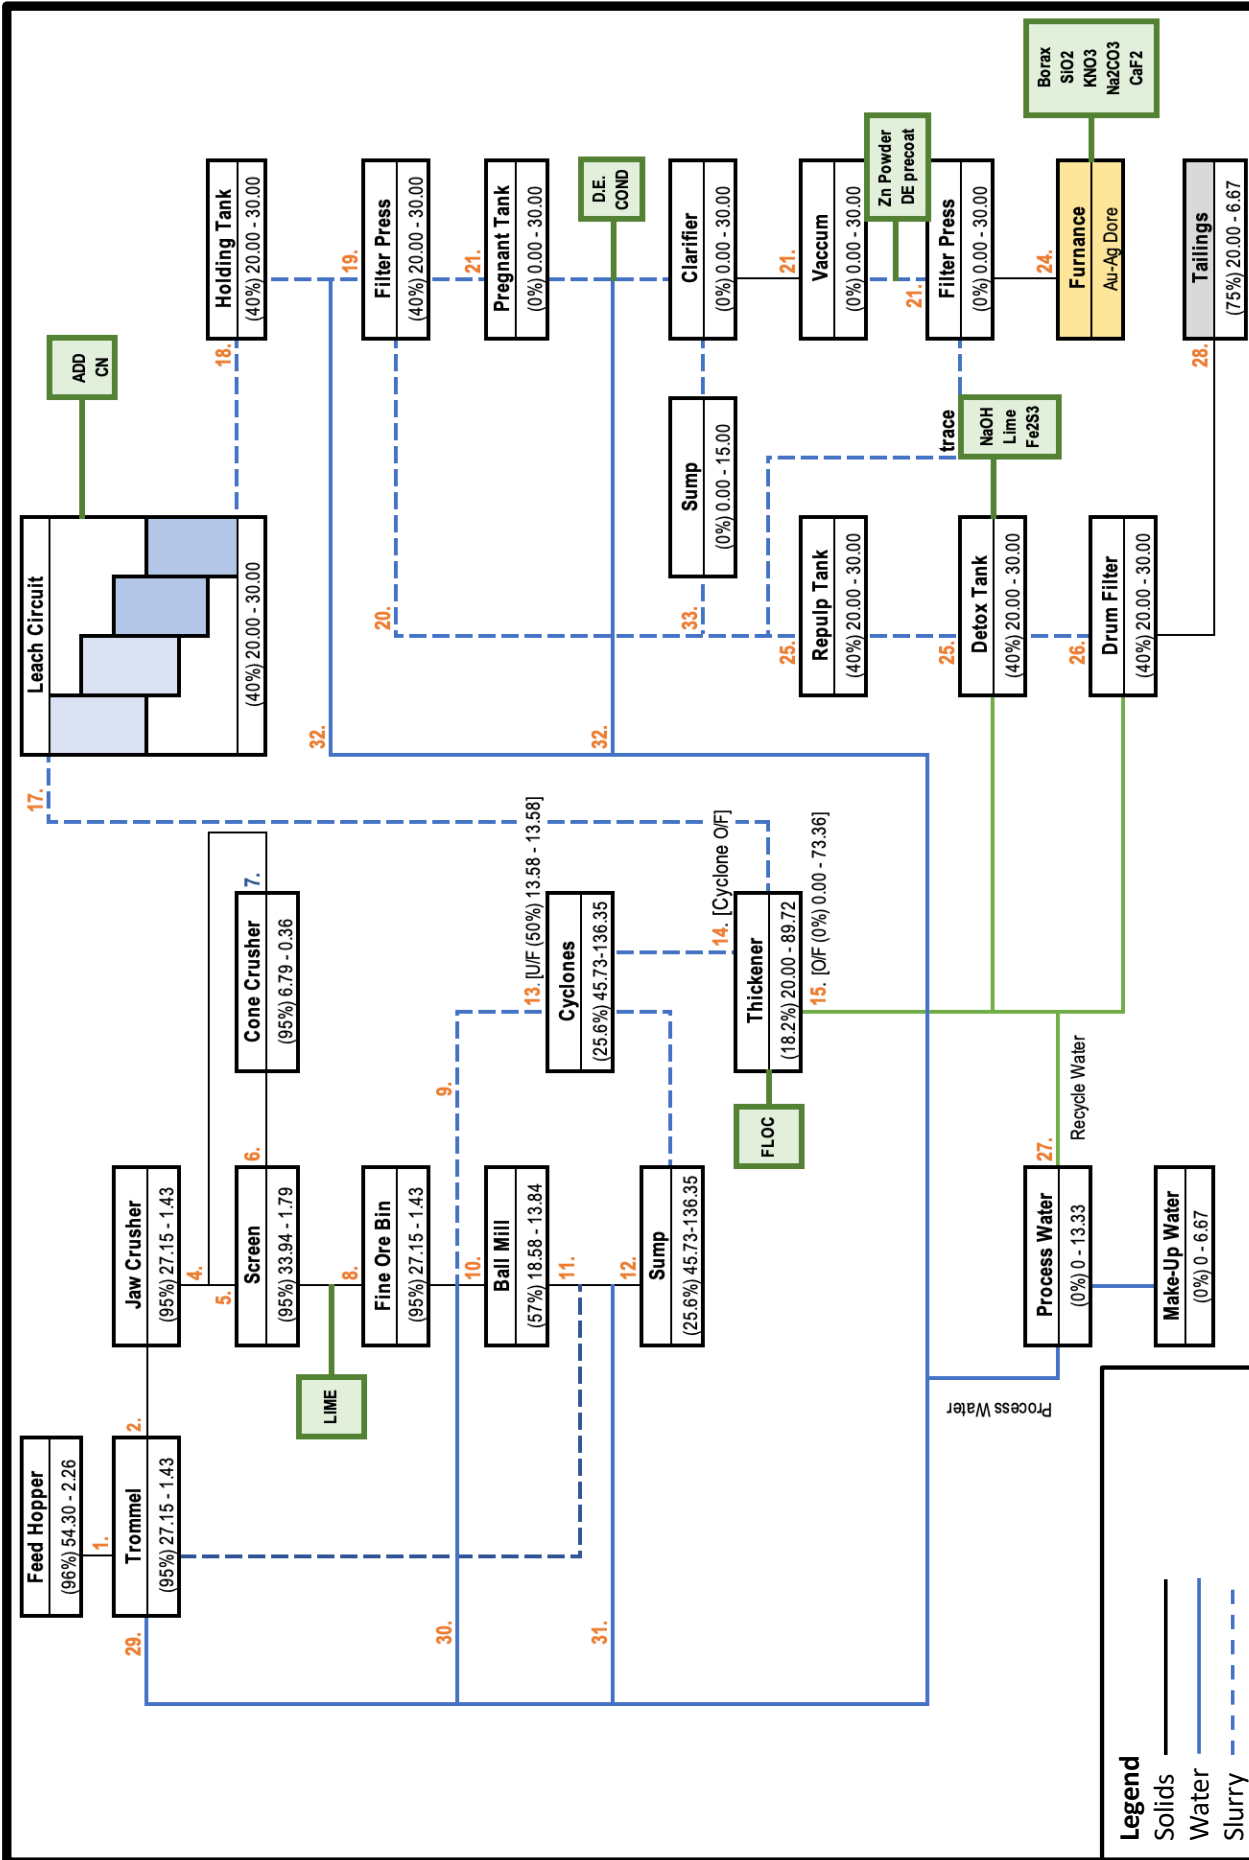 Feed Hopper
(96%) 54.30 - 2.26
1.
Trommel
(95%) 27.15 - 1.43
29.
2.
Jaw Crusher
(95%) 27.15 - 1.43
4.
5.
Screen
(95%) 33.94 - 1.79
6.
Cone Crusher
(95%) 6.79 - 0.36
7.
LIME
8.
Fine Ore Bin
(95%) 27.15 - 1.43
30.
9.
10.
Ball Mill
(57%) 18.58 - 13.84
11.
31.
12.
Sump
(25.6%) 45.73-136.35
13. [U/F (50%) 13.58 - 13.58]
Cyclones
(25.6%) 45.73-136.35
14. [Cyclone O/F]
FLOC
Thickener
(18.2%) 20.00 - 89.72
15. [O/F (0%) 0.00 - 73.36]
17.
Leach Circuit
(40%) 20.00 - 30.00
ADD
CN
18.
Holding Tank
(40%) 20.00 - 30.00
32.
19.
Filter Press
(40%) 20.00 - 30.00
20.
21.
Pregnant Tank
(0%) 0.00 - 30.00
32.
D.E.
COND
Clarifier
(0%) 0.00 - 30.00
33.
Sump
(0%) 0.00 - 15.00
21.
Vaccum
(0%) 0.00 - 30.00
Zn Powder
DE precoat
21.
Filter Press
(0%) 0.00 - 30.00
24.
Furnance
Au-Ag Dore
Borax
SiO2
KNO3
Na2CO3
CaF2
25.
Repulp Tank
(40%) 20.00 - 30.00
trace
NaOH
Lime
Fe2S3
25.
Detox Tank
(40%) 20.00 - 30.00
26.
Drum Filter
(40%) 20.00 - 30.00
28.
Tailings
(75%) 20.00 - 6.67
Process Water
27.
Recycle Water
Process Water
(0%) 0 - 13.33
Make-Up Water
(0%) 0 - 6.67
Legend
Solids
Water
Slurry